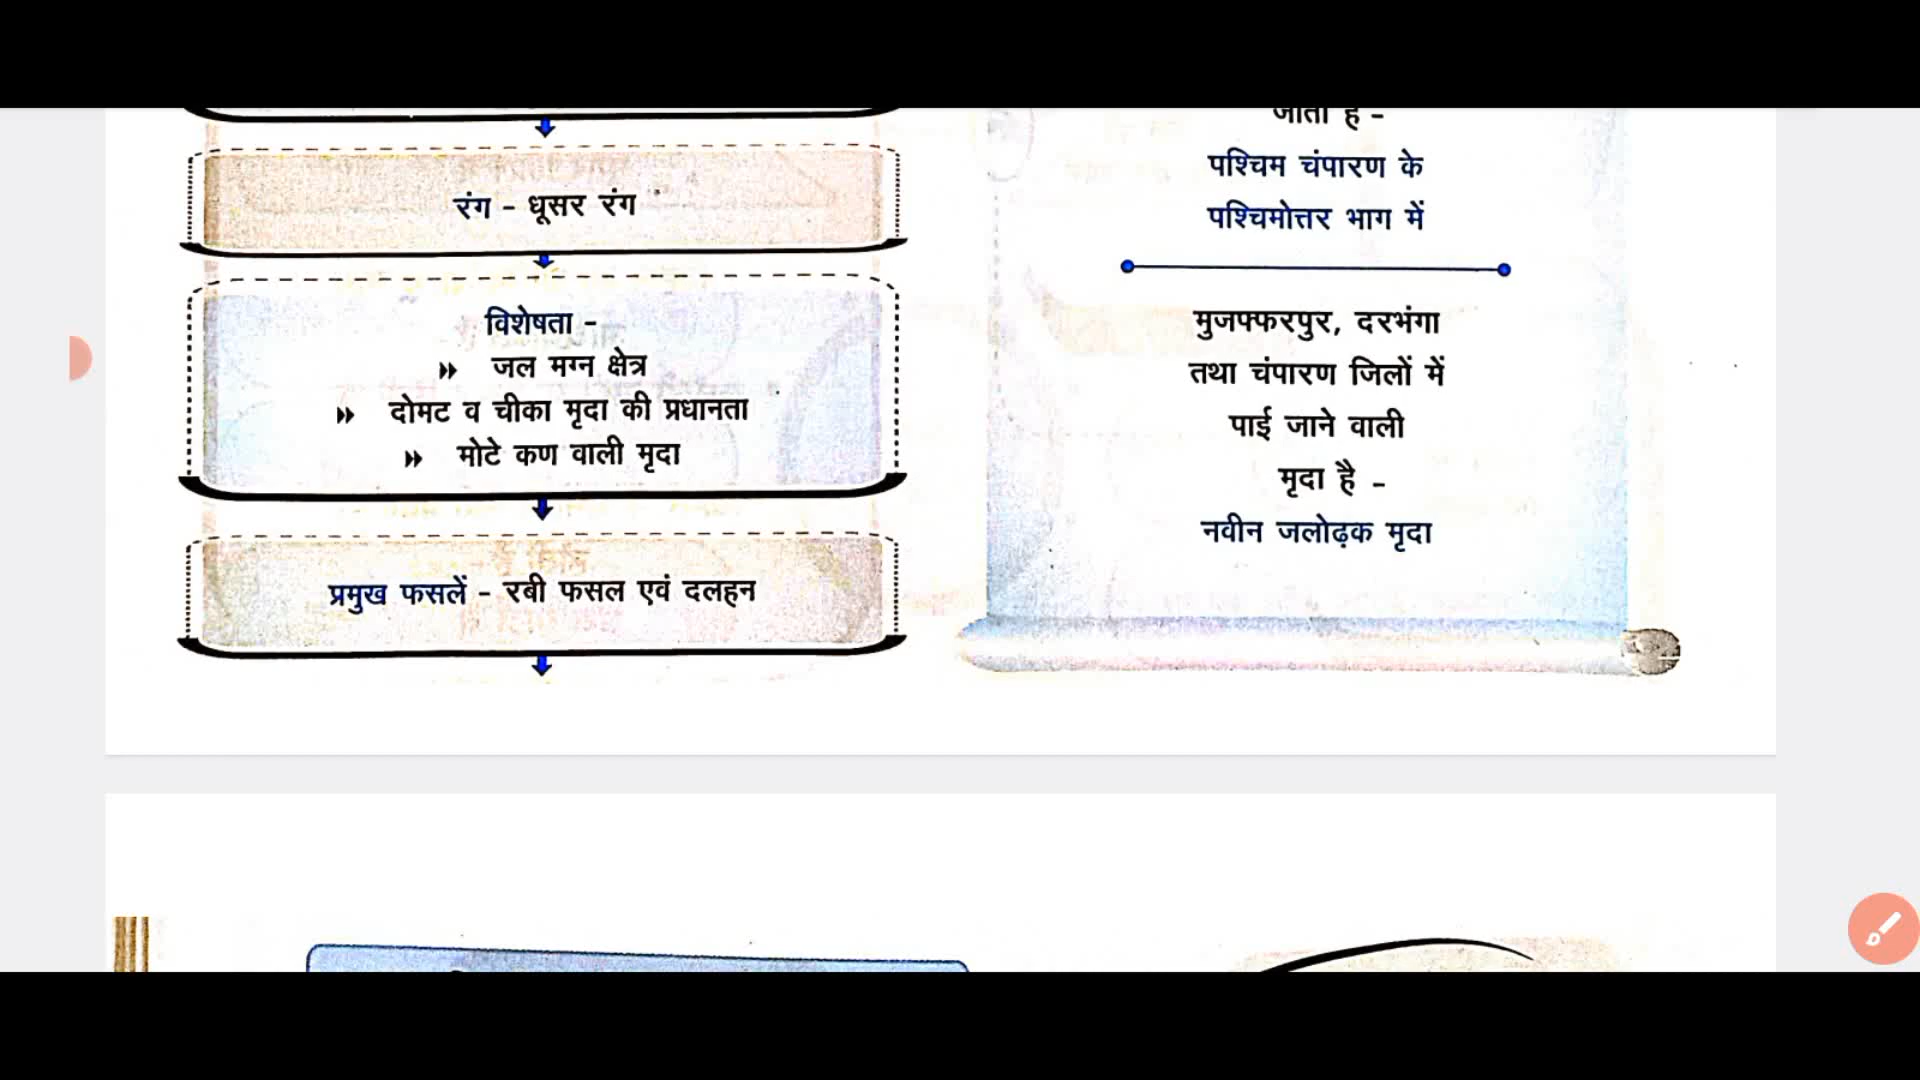 रंग - धूसर रंग
विशेषता -
जल मग्न क्षेत्र
दोमट व चीका मृदा की प्रधानता
मोटे कण वाली मृदा
प्रमुख फसलें - रबी फसल एवं दलहन
जाता है -
पश्चिम चंपारण के
पश्चिमोत्तर भाग में
मुजफ्फरपुर, दरभंगा
तथा चंपारण जिलों में
पाई जाने वाली
मृदा है -
नवीन जलोढ़क मृदा